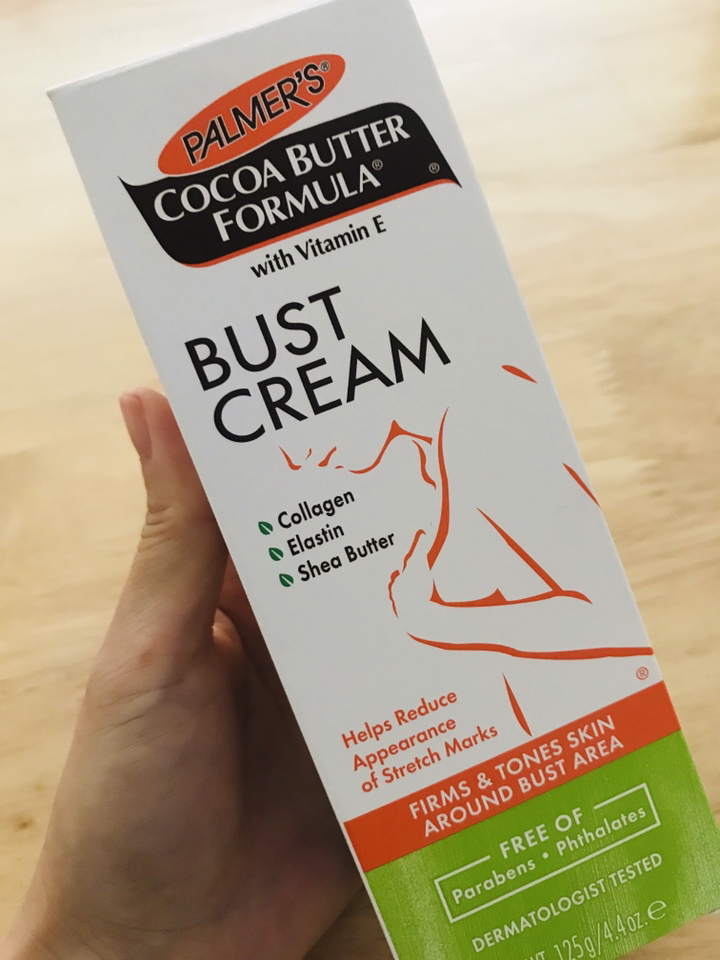 PALMER'S®
COCOA BUTTER
FORMULA® ®
with Vitamin E
BUST
CREAM
Collagen
Elastin
Shea Butter
®
Helps Reduce
Appearance
of Stretch Marks
FIRMS & TONES SKIN
AROUND BUST AREA
FREE OF
Parabens • Phthalates
DERMATOLOGIST TESTED
125g/4.4oz.℮